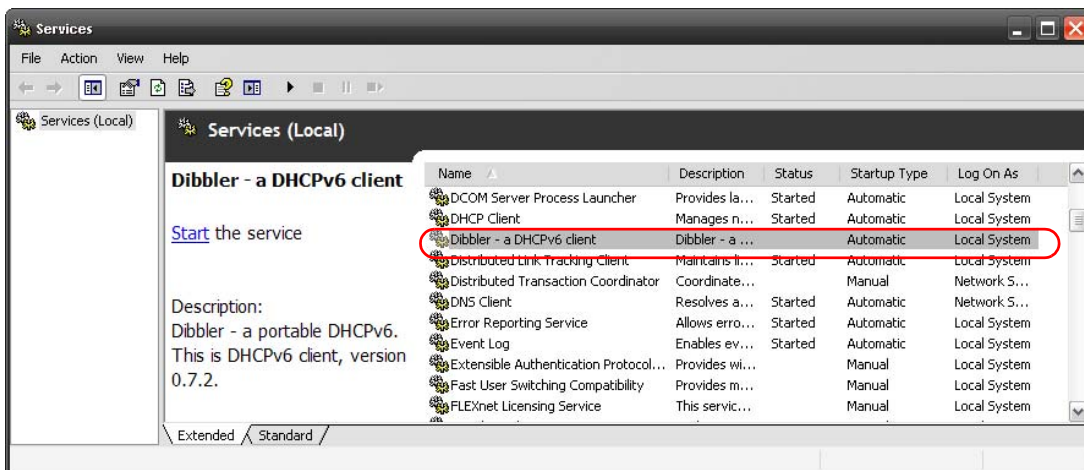 Services
File Action View Help
Services (Local)
Services (Local)
Dibbler - a DHCPv6 client
Start the service
Description:
Dibbler - a portable DHCPv6.
This is DHCPv6 client, version
0.7.2.
Name Description Status Startup Type Log On As
DCOM Server Process Launcher Provides la... Started Automatic Local System
DHCP Client Manages n... Started Automatic Local System
Dibbler - a DHCPv6 client Dibbler - a ... Automatic Local System
Distributed Link Tracking Client Maintains li... Started Automatic Local System
Distributed Transaction Coordinator Coordinate... Manual Network S...
DNS Client Resolves a... Started Automatic Network S...
Error Reporting Service Allows erro... Started Automatic Local System
Event Log Enables ev... Started Automatic Local System
Extensible Authentication Protocol... Provides wi... Manual Local System
Fast User Switching Compatibility Provides m... Manual Local System
FLEXnet Licensing Service This servic... Manual Local System
Extended Standard